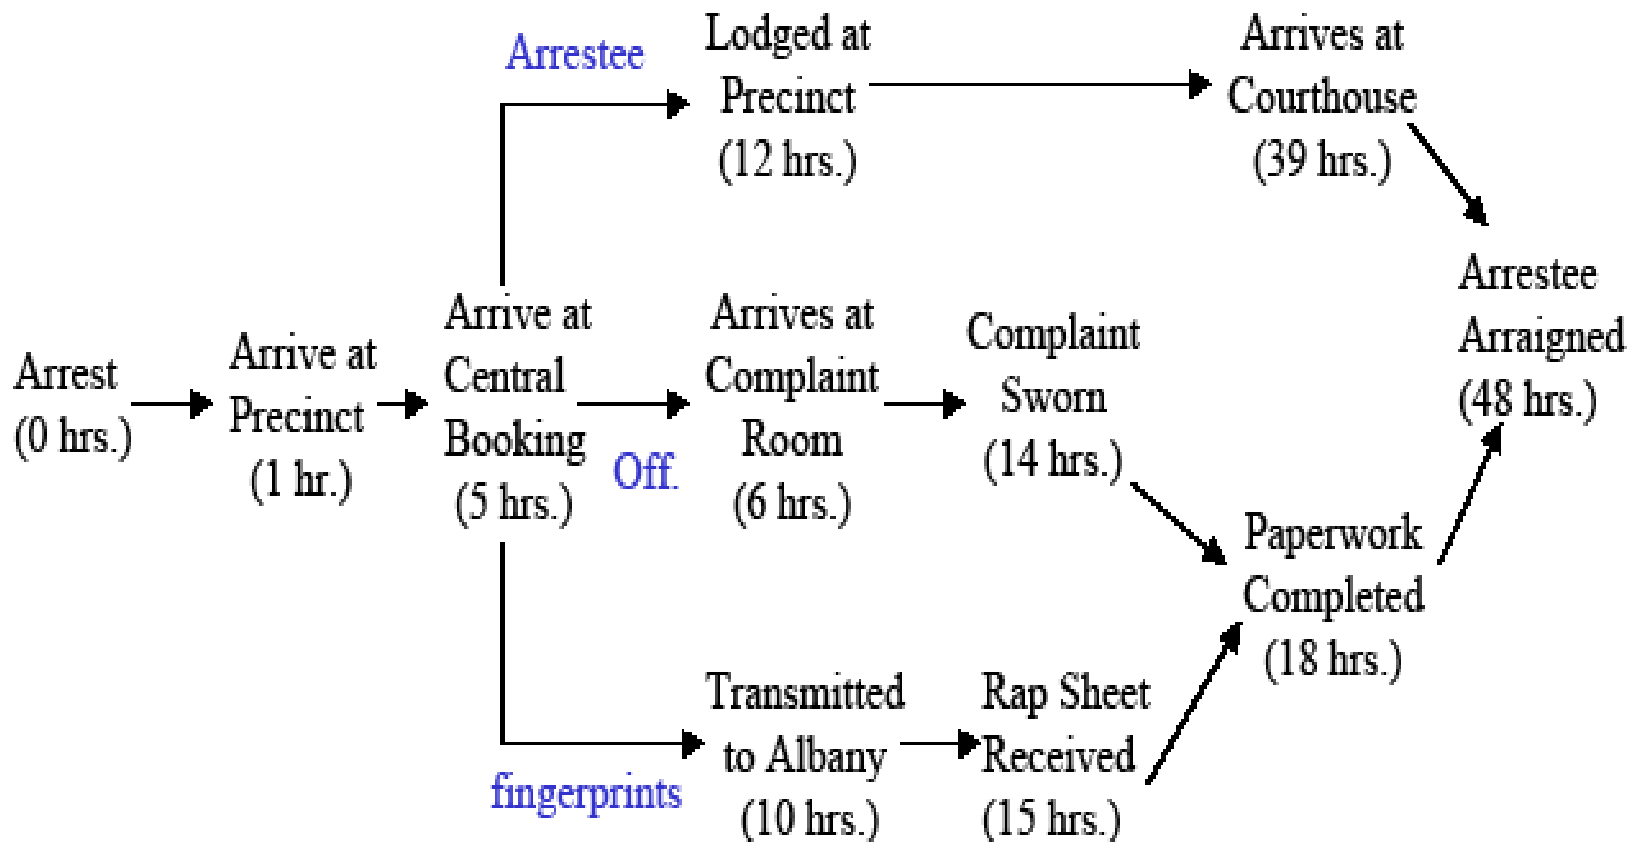 Arrest
(0 hrs.)
Arrive at
Precinct
(1 hr.)
Arrive at
Central
Booking
(5 hrs.)
Arrestee
Lodged at
Precinct
(12 hrs.)
Arrives at
Courthouse
(39 hrs.)
Off.
Arrives at
Complaint
Room
(6 hrs.)
Complaint
Sworn
(14 hrs.)
fingerprints
Transmitted
to Albany
(10 hrs.)
Rap Sheet
Received
(15 hrs.)
Paperwork
Completed
(18 hrs.)
Arrestee
Arraigned
(48 hrs.)